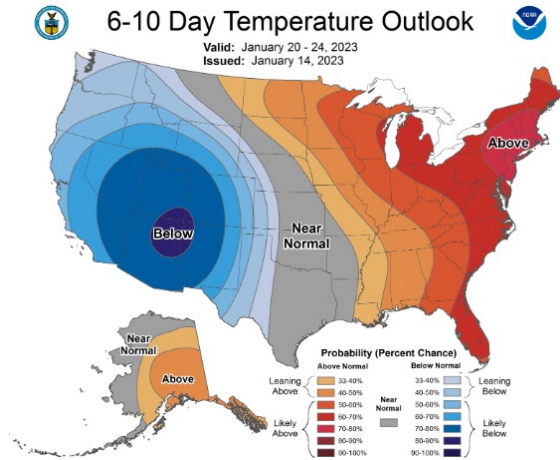 6-10 Day Temperature Outlook
NOAA
Valid: January 20 - 24, 2023
Issued: January 14, 2023
Above
Near
Normal
Below
Near
Normal
Above
Probability (Percent Chance)
Above Normal
Below Normal
Leaning
Above
33-40%
40-50%
Likely
Above
50-60%
60-70%
70-80%
80-90%
90-100%
Near
Normal
33-40%
40-50%
Leaning
Below
50-60%
60-70%
70-80%
80-90%
90-100%
Likely
Below